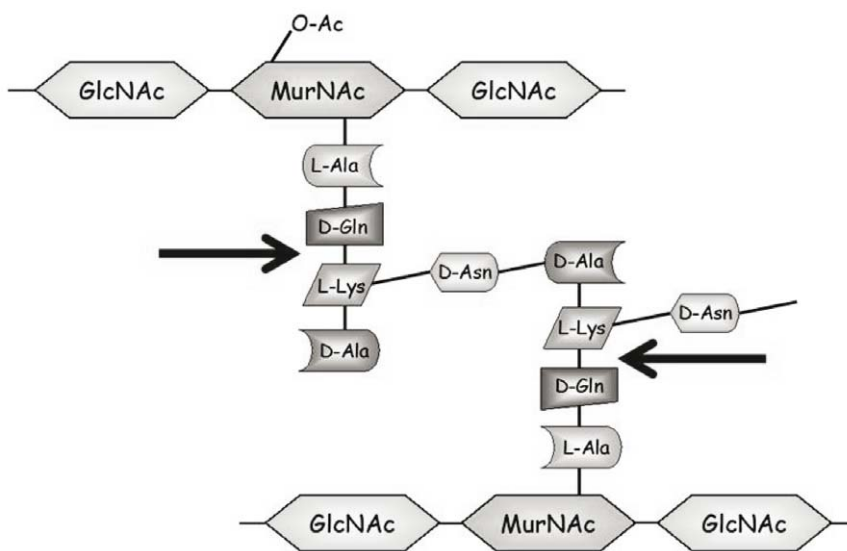 O-Ac
GlcNAc MurNAc GlcNAc
L-Ala
D-Gln
D-Asn D-Ala
L-Lys
L-Lys D-Asn
D-Ala
D-Gln
L-Ala
GlcNAc MurNAc GlcNAc